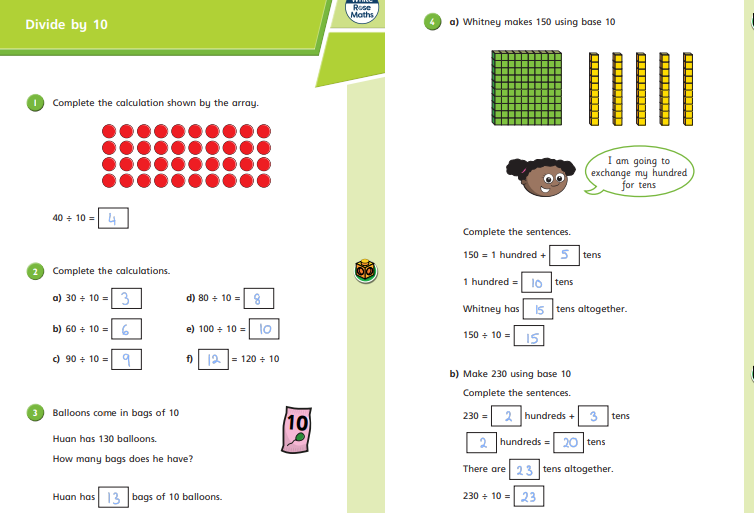 Divide by 10
White
Rose
Maths
1 Complete the calculation shown by the array.
40 ÷ 10 = 4
2 Complete the calculations.
a) 30 ÷ 10 = 3 d) 80 ÷ 10 = 8
b) 60 ÷ 10 = 6 e) 100 ÷ 10 = 10
c) 90 ÷ 10 = 9 f) 12 = 120 ÷ 10
3 Balloons come in bags of 10
10
Huan has 130 balloons.
How many bags does he have?
Huan has 13 bags of 10 balloons.
4 a) Whitney makes 150 using base 10
I am going to
exchange my hundred
for tens
Complete the sentences.
150 = 1 hundred + 5 tens
1 hundred = 10 tens
Whitney has 15 tens altogether.
150 ÷ 10 = 15
b) Make 230 using base 10
Complete the sentences.
230 = 2 hundreds + 3 tens
2 hundreds = 20 tens
There are 23 tens altogether.
230 ÷ 10 = 23